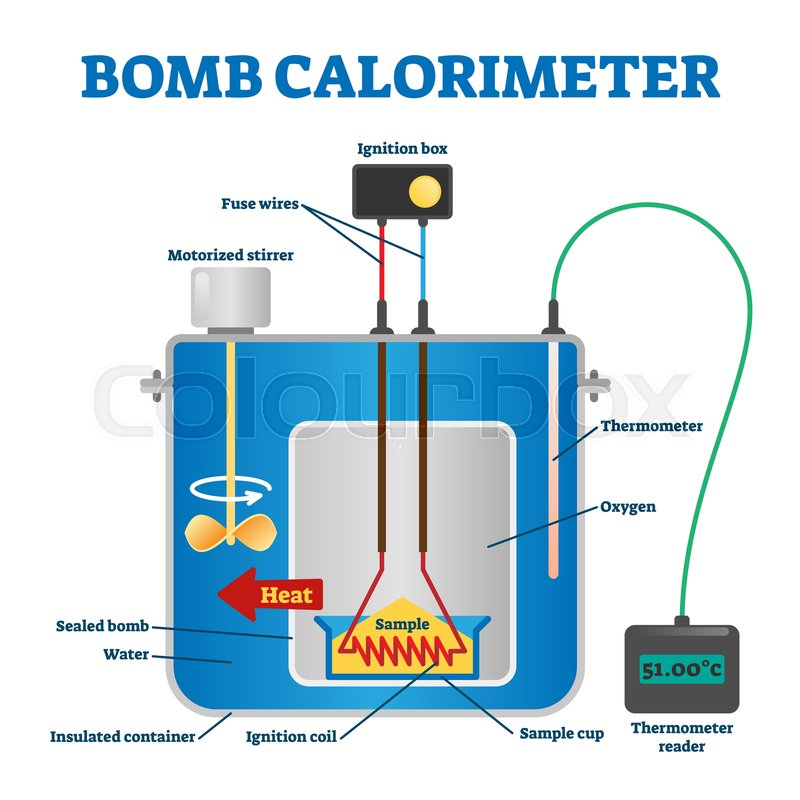 BOMB CALORIMETER
Ignition box
Fuse wires
Motorized stirrer
colourbox
Thermometer
Oxygen
Heat
Sample
Sealed bomb
Water
51.00°c
Insulated container
Ignition coil
Sample cup
Thermometer
reader